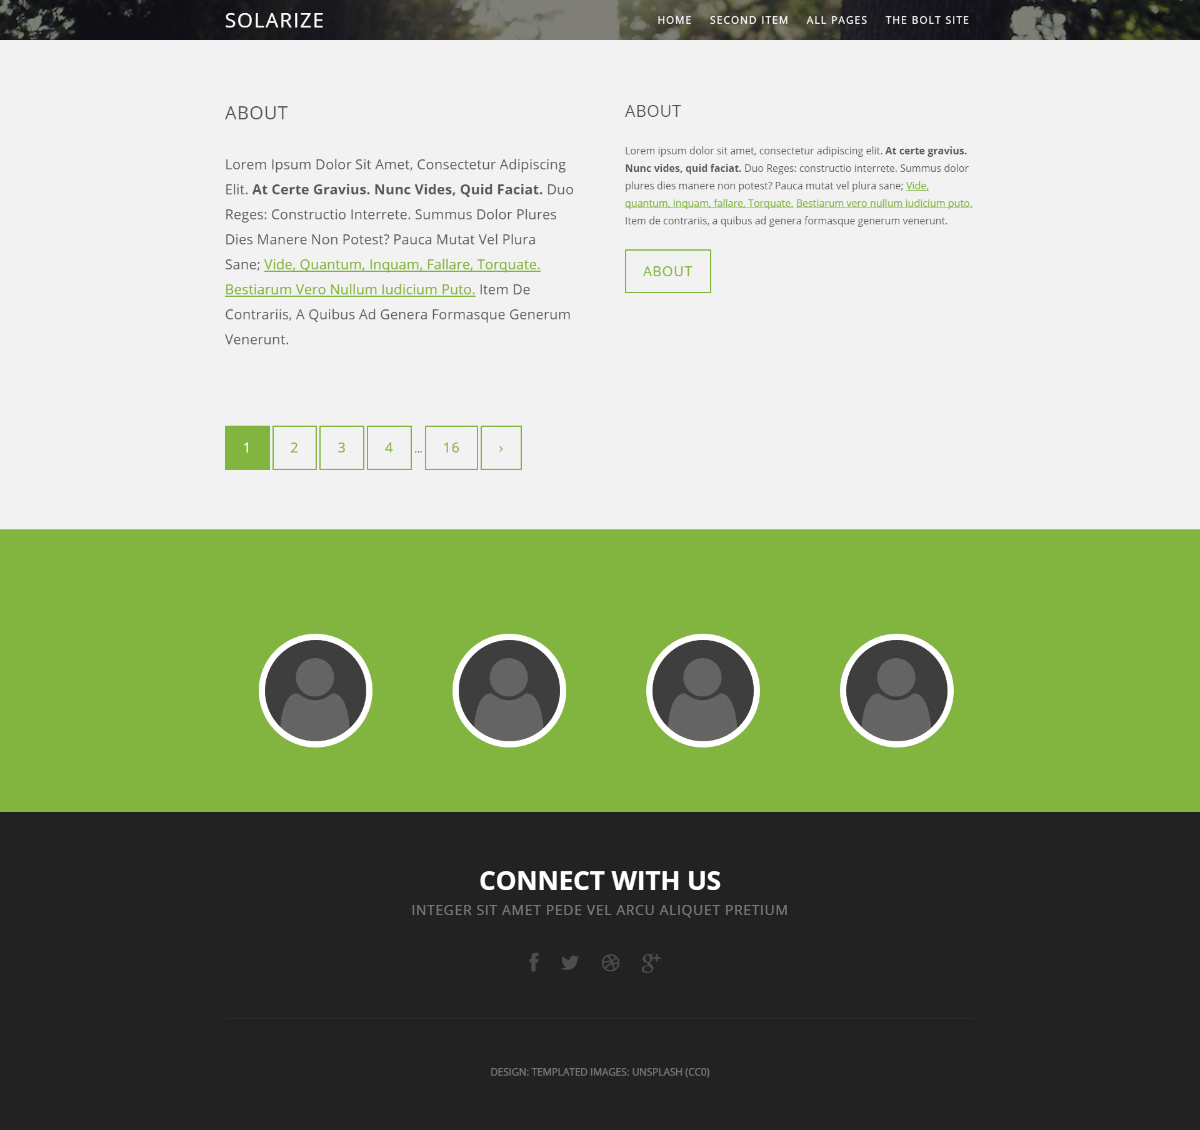 SOLARIZE
HOME SECOND ITEM ALL PAGES THE BOLT SITE
ABOUT
Lorem Ipsum Dolor Sit Amet, Consectetur Adipiscing
Elit. At Certe Gravius. Nunc Vides, Quid Faciat. Duo
Reges: Constructio Interrete. Summus Dolor Plures
Dies Manere Non Potest? Pauca Mutat Vel Plura
Sane; Vide, Quantum, Inquam, Fallare, Torquate.
Bestiarum Vero Nullum Iudicium Puto. Item De
Contrariis, A Quibus Ad Genera Formasque Generum
Venerunt.
ABOUT
Lorem ipsum dolor sit amet, consectetur adipiscing elit. At certe gravius.
Nunc vides, quid faciat. Duo Reges: constructio interrete. Summus dolor
plures dies manere non potest? Pauca mutat vel plura sane; Vide,
quantum, inquam, fallare, Torquate. Bestiarum vero nullum iudicium puto.
Item de contrariis, a quibus ad genera formasque generum venerunt.
ABOUT
1 2 3 4 ... 16 ›
CONNECT WITH US
INTEGER SIT AMET PEDE VEL ARCU ALIQUET PRETIUM
DESIGN: TEMPLATED IMAGES: UNSPLASH (CC0)